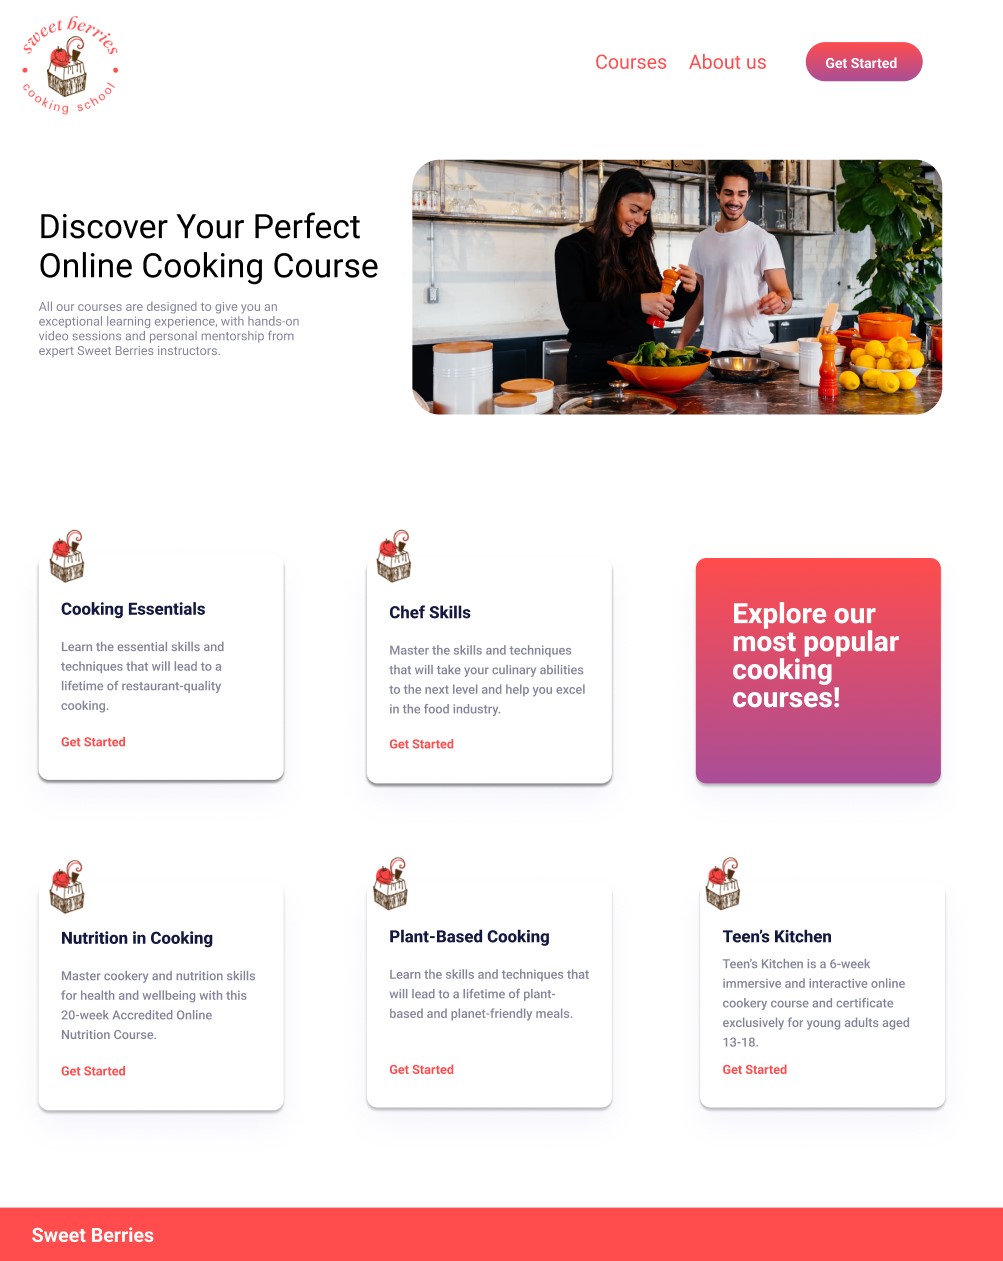 sweet berries
cooking school
Courses
About us
Get Started
Discover Your Perfect
Online Cooking Course
All our courses are designed to give you an
exceptional learning experience, with hands-on
video sessions and personal mentorship from
expert Sweet Berries instructors.
Cooking Essentials
Learn the essential skills and
techniques that will lead to a
lifetime of restaurant-quality
cooking.
Get Started
Chef Skills
Master the skills and techniques
that will take your culinary abilities
to the next level and help you excel
in the food industry.
Get Started
Explore our
most popular
cooking
courses!
Nutrition in Cooking
Master cookery and nutrition skills
for health and wellbeing with this
20-week Accredited Online
Nutrition Course.
Get Started
Plant-Based Cooking
Learn the skills and techniques that
will lead to a lifetime of plant-
based and planet-friendly meals.
Get Started
Teen’s Kitchen
Teen’s Kitchen is a 6-week
immersive and interactive online
cookery course and certificate
exclusively for young adults aged
13-18.
Get Started
Sweet Berries